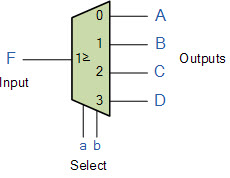 0 A
1 B
F 1≥ Outputs
2 C
Input
3 D
a b
Select